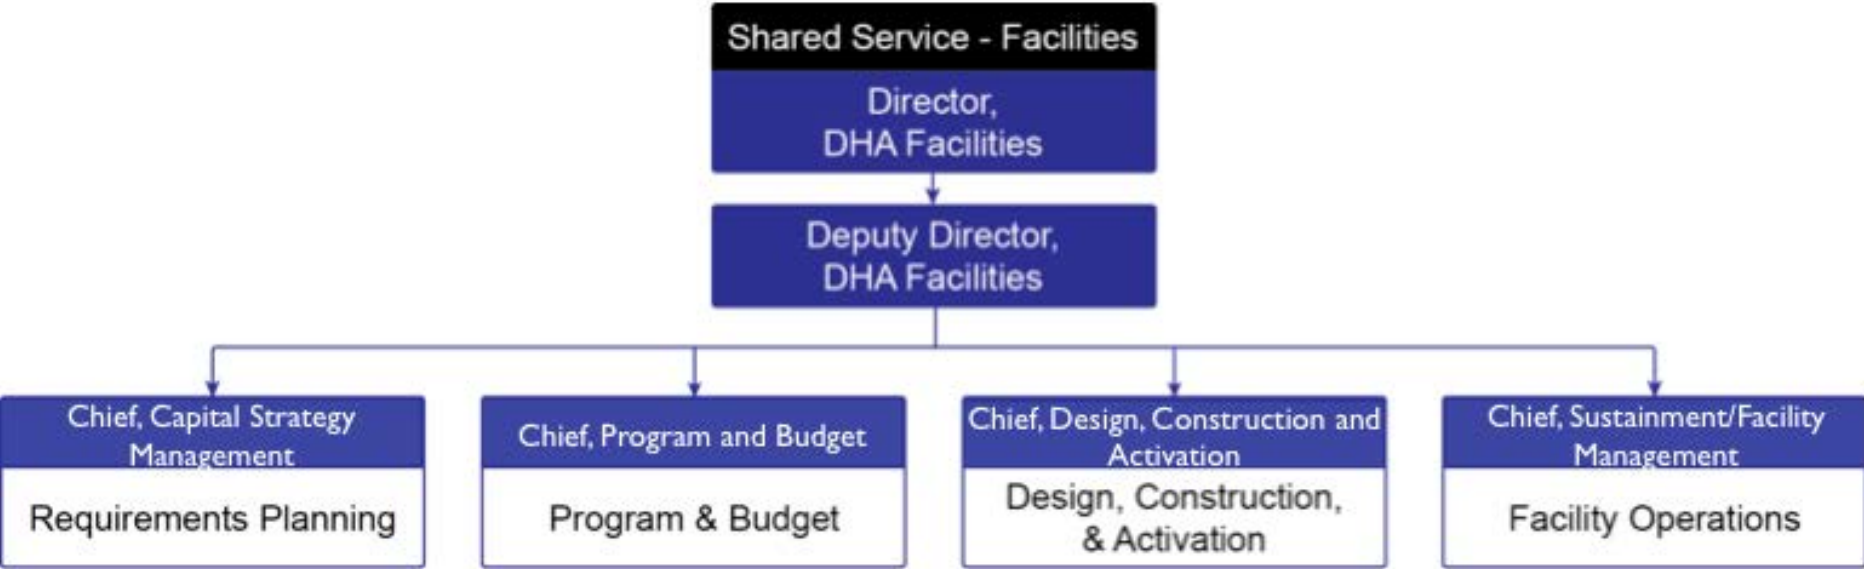 Shared Service - Facilities
Director,
DHA Facilities
Deputy Director,
DHA Facilities
Chief, Capital Strategy
Management
Requirements Planning
Chief, Program and Budget
Program & Budget
Chief, Design, Construction and
Activation
Design, Construction,
& Activation
Chief, Sustainment/Facility
Management
Facility Operations